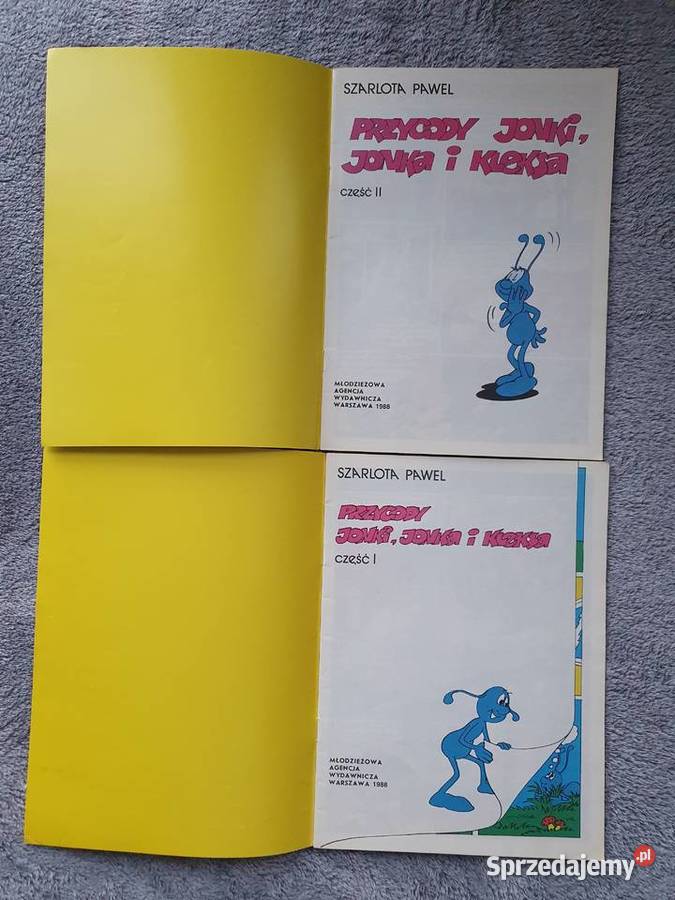 SZARLOTA PAWEL
PRZYGODY JONKI,
JONKA i KLEKSA
część II
MŁODZIEŻOWA
AGENCJA
WYDAWNICZA
WARSZAWA 1988
SZARLOTA PAWEL
PRZYGODY
JONKI, JONKA i KLEKSA
część I
MŁODZIEŻOWA
AGENCJA
WYDAWNICZA
WARSZAWA 1988
Sprzedajemy.pl